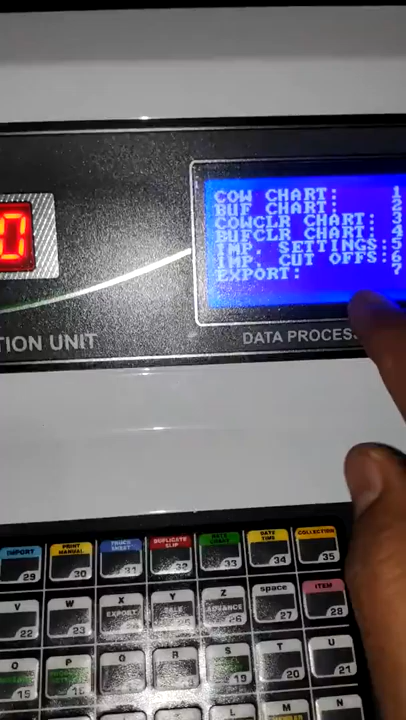 0
COW CHART: 1
BUF CHART: 2
COWCLR CHART: 3
BUFCLR CHART: 4
IMP. SETTINGS: 5
IMP. CUT OFFS: 6
EXPORT: 7
TION UNIT
DATA PROCESS
IMPORT 29
PRINT MANUAL 30
TRUCK SHEET 31
DUPLICATE SLIP 32
RATE CHART 33
DATE TIME 34
COLLECTION 35
V 22
W 23
X EXPORT
Y SALE 25
Z ADVANCE 26
space 27
ITEM 28
O 15
P 16
Q
R
S 19
T 20
U 21
L
M
N